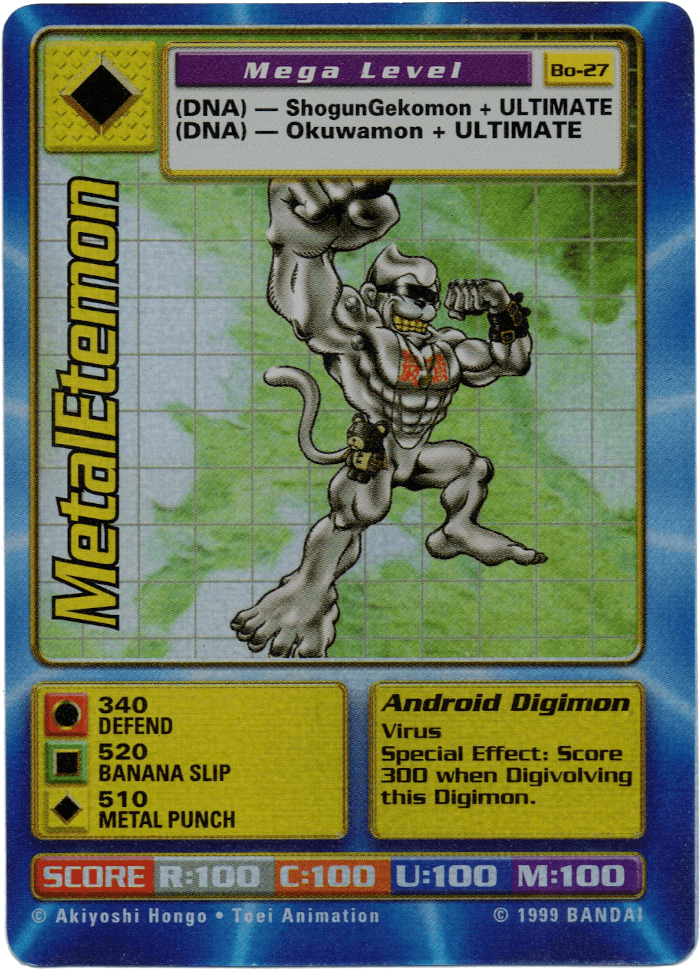 Mega Level
Bo-27
(DNA) — ShogunGekomon + ULTIMATE
(DNA) — Okuwamon + ULTIMATE
MetalEtemon
340
DEFEND
520
BANANA SLIP
510
METAL PUNCH
Android Digimon
Virus
Special Effect: Score
300 when Digivolving
this Digimon.
SCORE R:100 C:100 U:100 M:100
© Akiyoshi Hongo • Toei Animation
© 1999 BANDAI